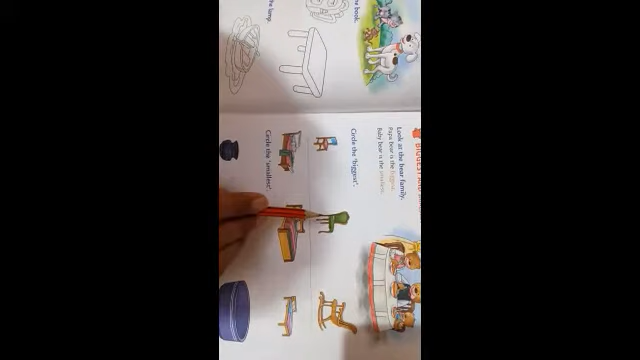 the book.
the lamp.
BIGGEST AND
Look at the bear family.
Papa bear is the biggest.
Baby bear is the smallest.
Circle the 'biggest'.
Circle the 'smallest'.